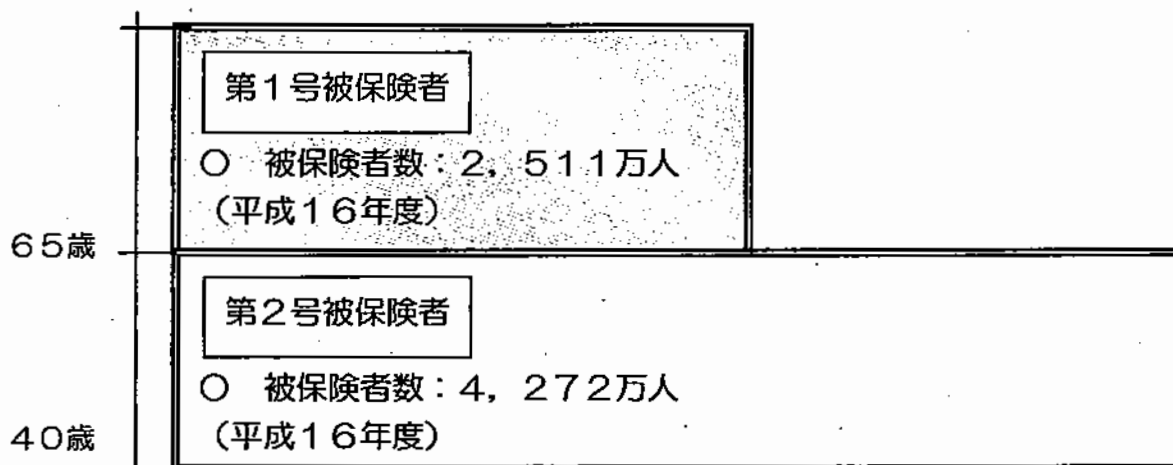 第1号被保険者
○ 被保険者数：2，511万人
（平成16年度）
65歳
第2号被保険者
○ 被保険者数：4，272万人
（平成16年度）
40歳